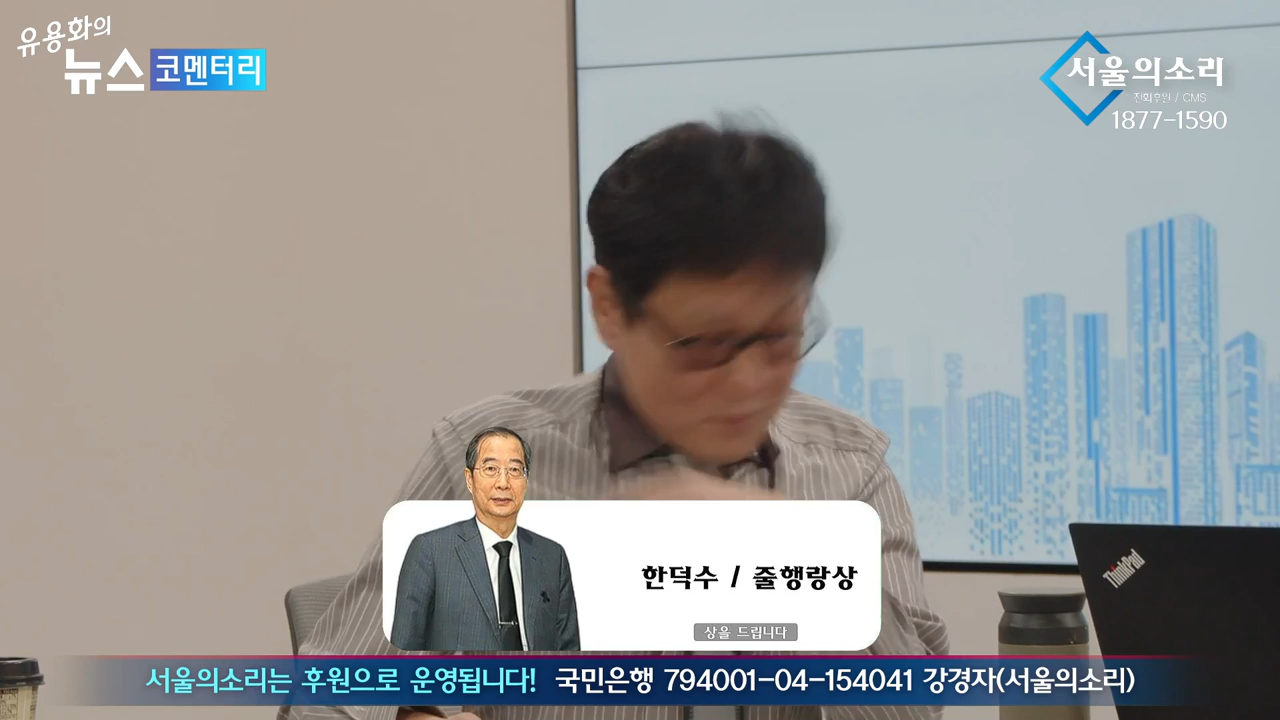 유용화의
뉴스 코멘터리
서울의소리
전화후원 / CMS
1877-1590
ThinkPad
한덕수 / 줄행랑상
상을 드립니다
서울의소리는 후원으로 운영됩니다! 국민은행 794001-04-154041 강경자(서울의소리)